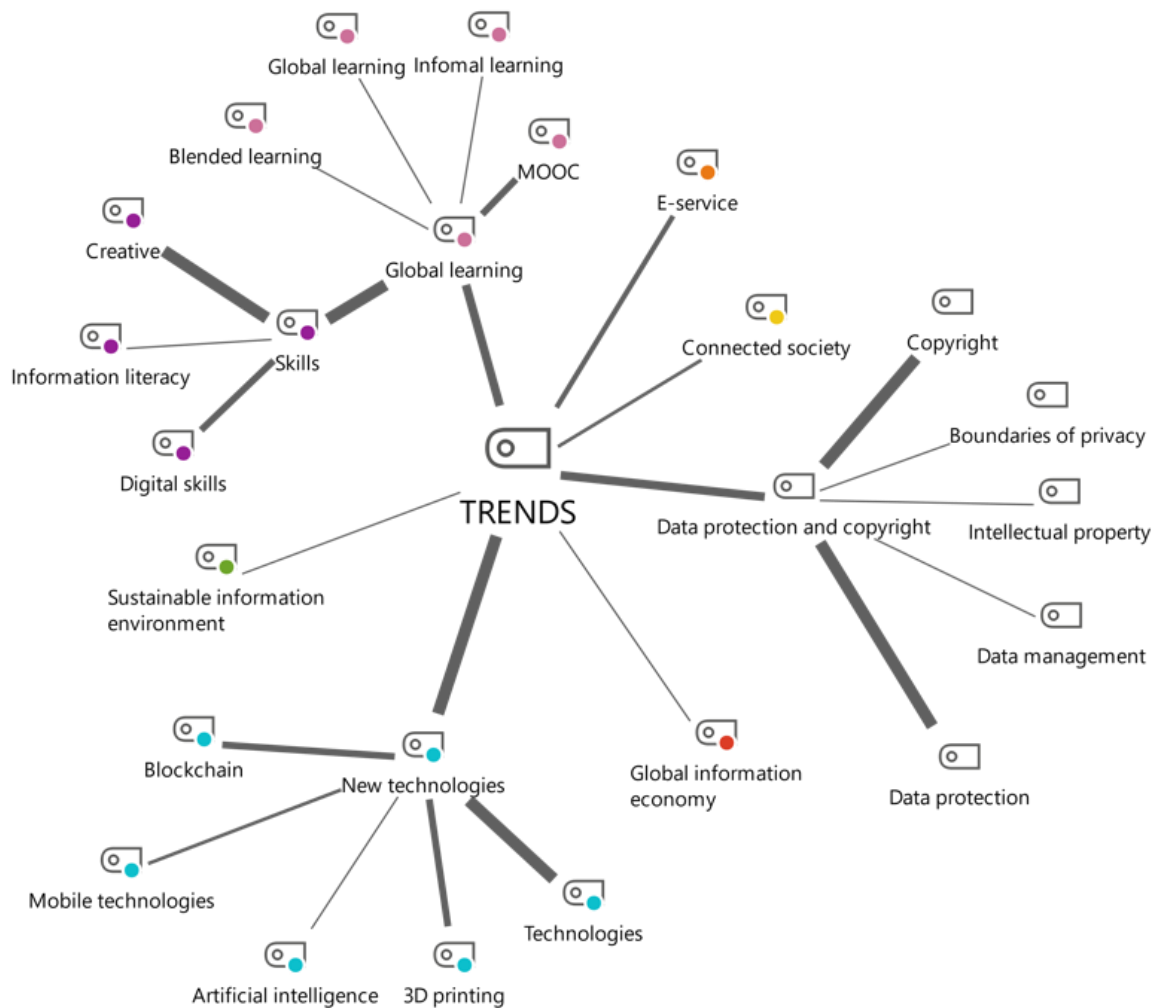 Global learning
Infomal learning
Blended learning
MOOC
E-service
Creative
Global learning
Connected society
Copyright
Information literacy
Skills
Boundaries of privacy
Digital skills
TRENDS
Data protection and copyright
Intellectual property
Sustainable information
environment
Data management
Blockchain
New technologies
Global information
economy
Data protection
Mobile technologies
Technologies
Artificial intelligence
3D printing